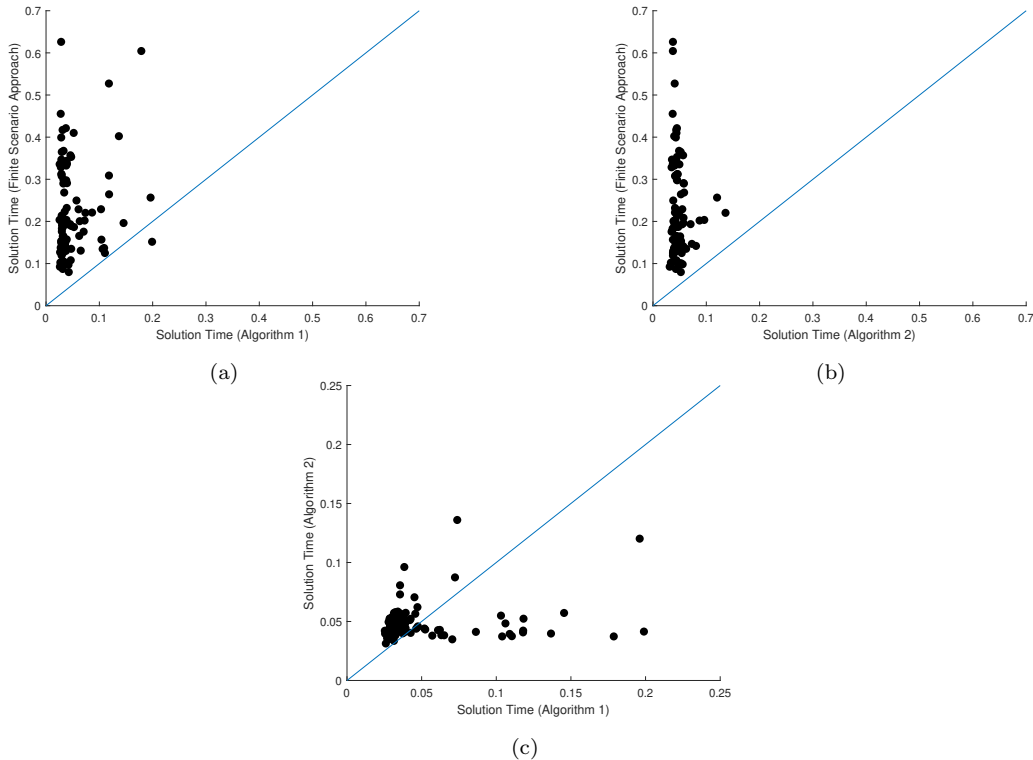 0.7
0.6
0.5
0.4
0.3
0.2
0.1
0
Solution Time (Finite Scenario Approach)
0 0.1 0.2 0.3 0.4 0.5 0.6 0.7
Solution Time (Algorithm 1)
(a)
0.7
0.6
0.5
0.4
0.3
0.2
0.1
0
Solution Time (Finite Scenario Approach)
0 0.1 0.2 0.3 0.4 0.5 0.6 0.7
Solution Time (Algorithm 2)
(b)
0.25
0.2
0.15
0.1
0.05
0
Solution Time (Algorithm 2)
0 0.05 0.1 0.15 0.2 0.25
Solution Time (Algorithm 1)
(c)